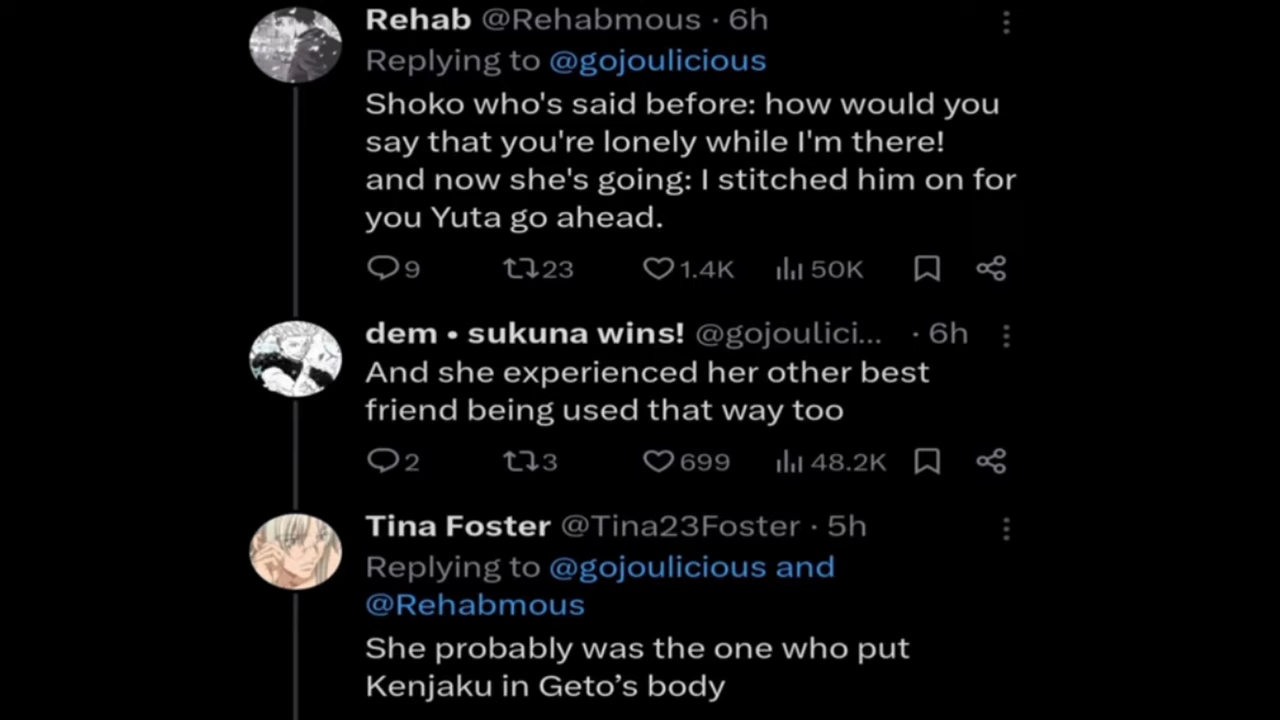 Rehab @Rehabmous · 6h
Replying to @gojoulicious
Shoko who's said before: how would you
say that you're lonely while I'm there!
and now she's going: I stitched him on for
you Yuta go ahead.
9 23 1.4K 50K
dem • sukuna wins! @gojoulici... · 6h
And she experienced her other best
friend being used that way too
2 3 699 48.2K
Tina Foster @Tina23Foster · 5h
Replying to @gojoulicious and
@Rehabmous
She probably was the one who put
Kenjaku in Geto’s body